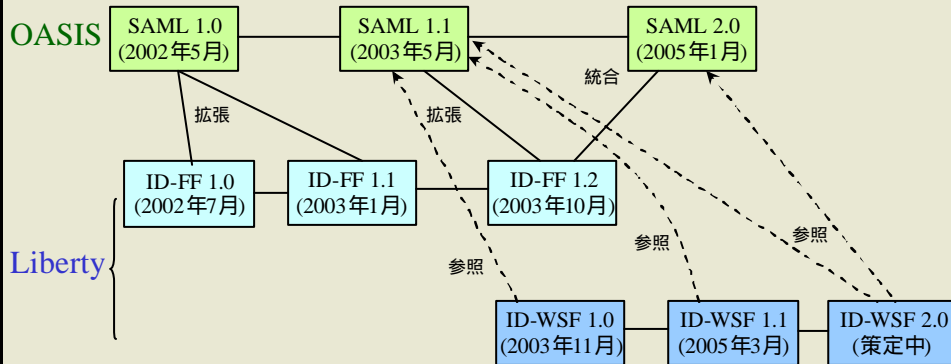 OASIS
SAML 1.0
(2002年5月)
SAML 1.1
(2003年5月)
SAML 2.0
(2005年1月)
拡張
拡張
統合
ID-FF 1.0
(2002年7月)
ID-FF 1.1
(2003年1月)
ID-FF 1.2
(2003年10月)
Liberty
参照
参照
参照
ID-WSF 1.0
(2003年11月)
ID-WSF 1.1
(2005年3月)
ID-WSF 2.0
(策定中)